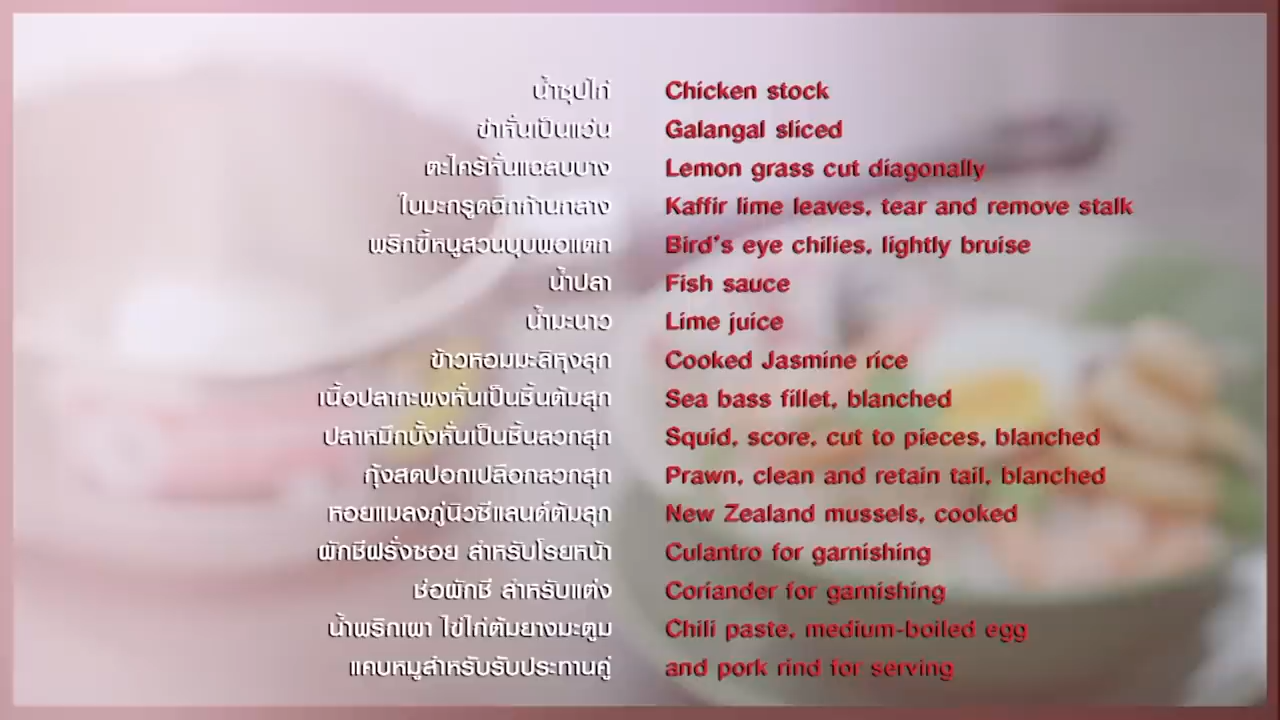 น้ำซุปไก่ Chicken stock
ข่าหั่นเป็นแว่น Galangal sliced
ตะไคร้หั่นแฉลบบาง Lemon grass cut diagonally
ใบมะกรูดฉีกก้านกลาง Kaffir lime leaves, tear and remove stalk
พริกขี้หนูสวนบุบพอแตก Bird's eye chilies, lightly bruise
น้ำปลา Fish sauce
น้ำมะนาว Lime juice
ข้าวหอมมะลิหุงสุก Cooked Jasmine rice
เนื้อปลากะพงหั่นเป็นชิ้นต้มสุก Sea bass fillet, blanched
ปลาหมึกบั้งหั่นเป็นชิ้นลวกสุก Squid, score, cut to pieces, blanched
กุ้งสดปอกเปลือกลวกสุก Prawn, clean and retain tail, blanched
หอยแมลงภู่นิวซีแลนด์ต้มสุก New Zealand mussels, cooked
ผักชีฝรั่งซอย สำหรับโรยหน้า Culantro for garnishing
ช่อผักชี สำหรับแต่ง Coriander for garnishing
น้ำพริกเผา ไข่ไก่ต้มยางมะตูม Chili paste, medium-boiled egg
แคบหมูสำหรับรับประทานคู่ and pork rind for serving